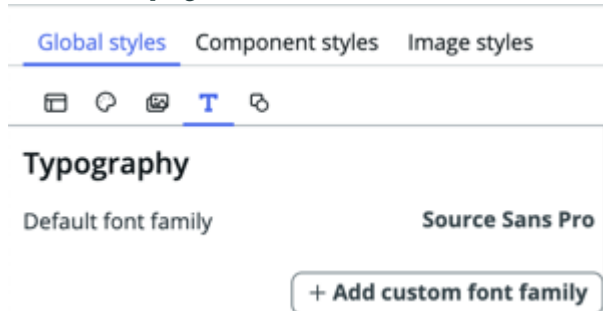 Global styles Component styles Image styles
T
Typography
Default font family Source Sans Pro
+ Add custom font family